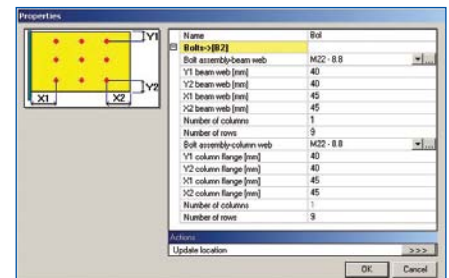 Properties
Y1
Y2
X1
X2
Name Bol
Bolts->[B2]
Bolt assembly-beam web M22 - 8.8
Y1 beam web [mm] 40
Y2 beam web [mm] 40
X1 beam web [mm] 45
X2 beam web [mm] 45
Number of columns 1
Number of rows 9
Bolt assembly-column web M22 - 8.8
Y1 column flange [mm] 40
Y2 column flange [mm] 40
X1 column flange [mm] 45
X2 column flange [mm] 45
Number of columns 1
Number of rows 9
Actions
Update location >>>
OK Cancel